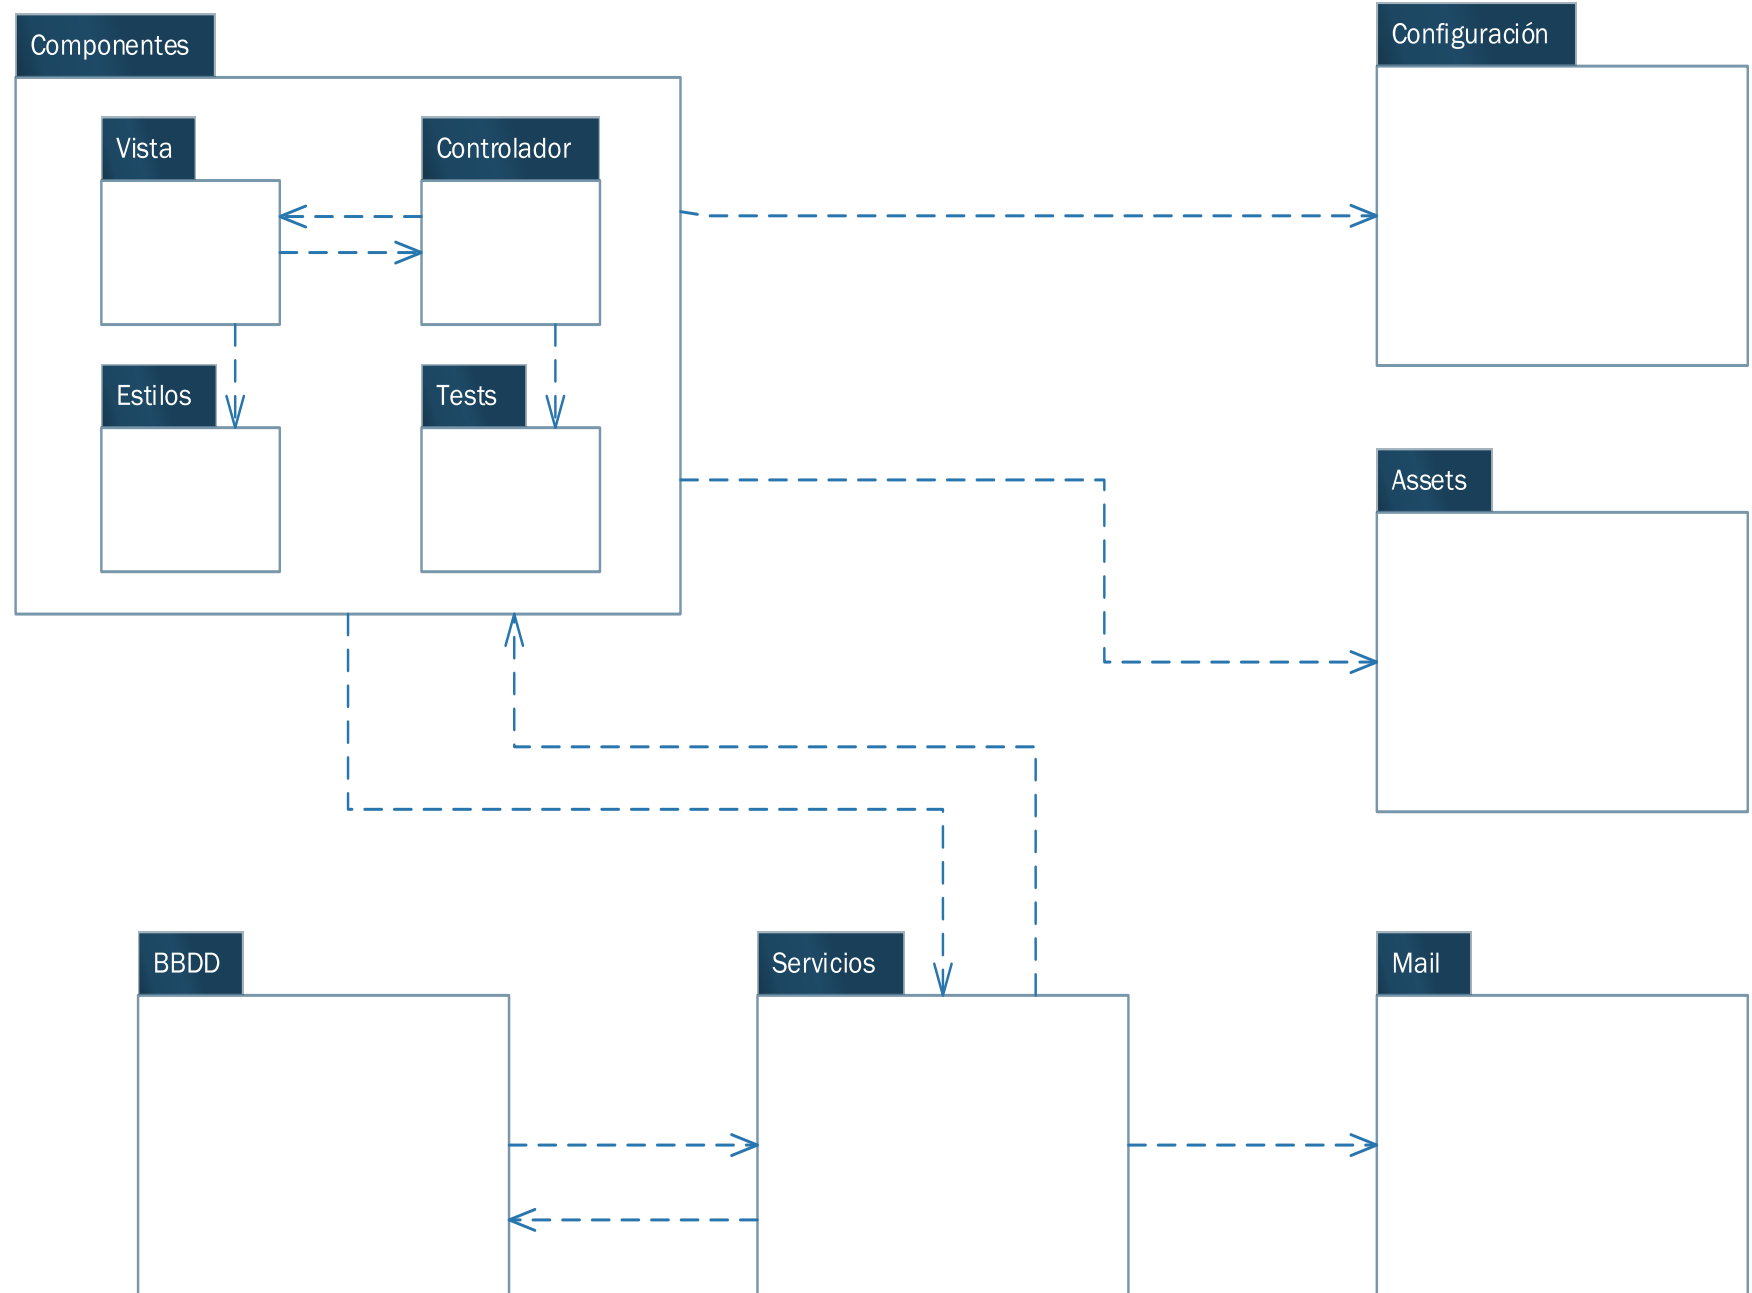 Componentes
Configuración
Vista
Controlador
Estilos
Tests
Assets
BBDD
Servicios
Mail